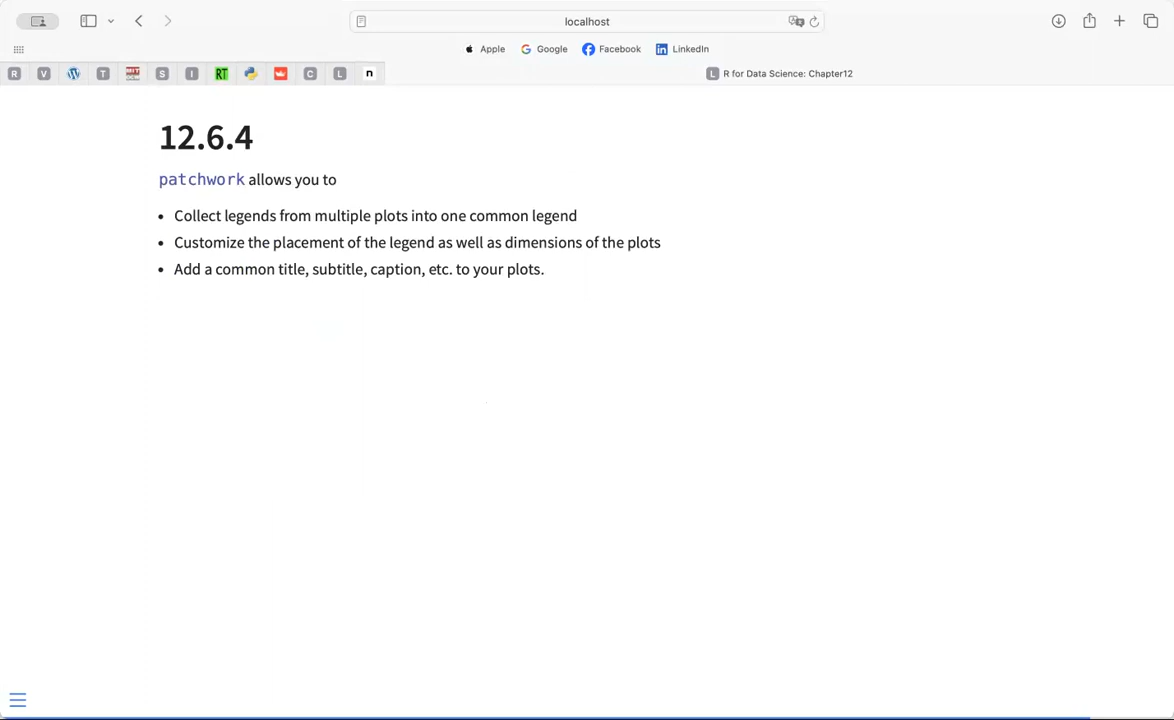 localhost
Apple
Google
Facebook
LinkedIn
R
V
T
S
I
RT
C
L
n
L R for Data Science: Chapter12
12.6.4
patchwork allows you to
• Collect legends from multiple plots into one common legend
• Customize the placement of the legend as well as dimensions of the plots
• Add a common title, subtitle, caption, etc. to your plots.